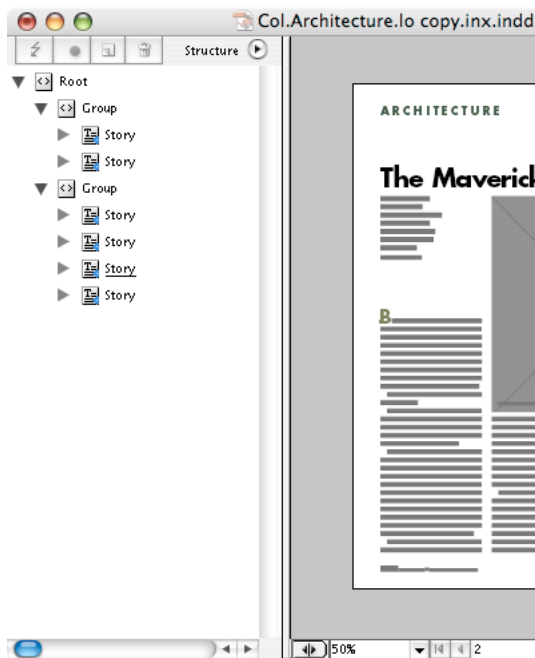 Col.Architecture.lo copy.inx.indd
Structure
Root
Group
Story
Story
Group
Story
Story
Story
Story
ARCHITECTURE
The Maverick
B
50%
2